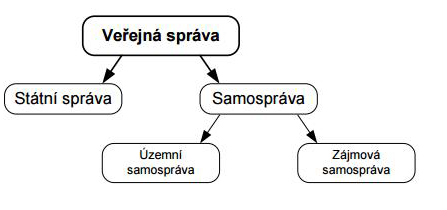 Veřejná správa
Státní správa
Samospráva
Územní
samospráva
Zájmová
samospráva